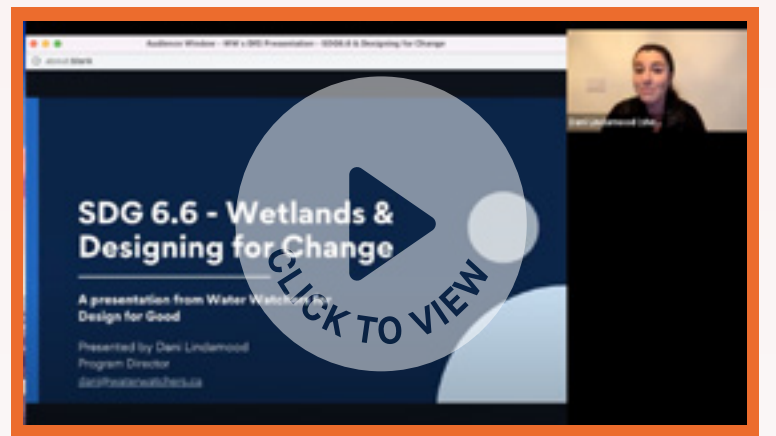 Audience Window - WW x DFG Presentation - SDG6.6 & Designing for Change
about:blank
Dani Lindamood
SDG 6.6 - Wetlands &
Designing for Change
A presentation from Water Watchers for
Design for Good
Presented by Dani Lindamood
Program Director
dani@waterwatchers.ca
CLICK TO VIEW